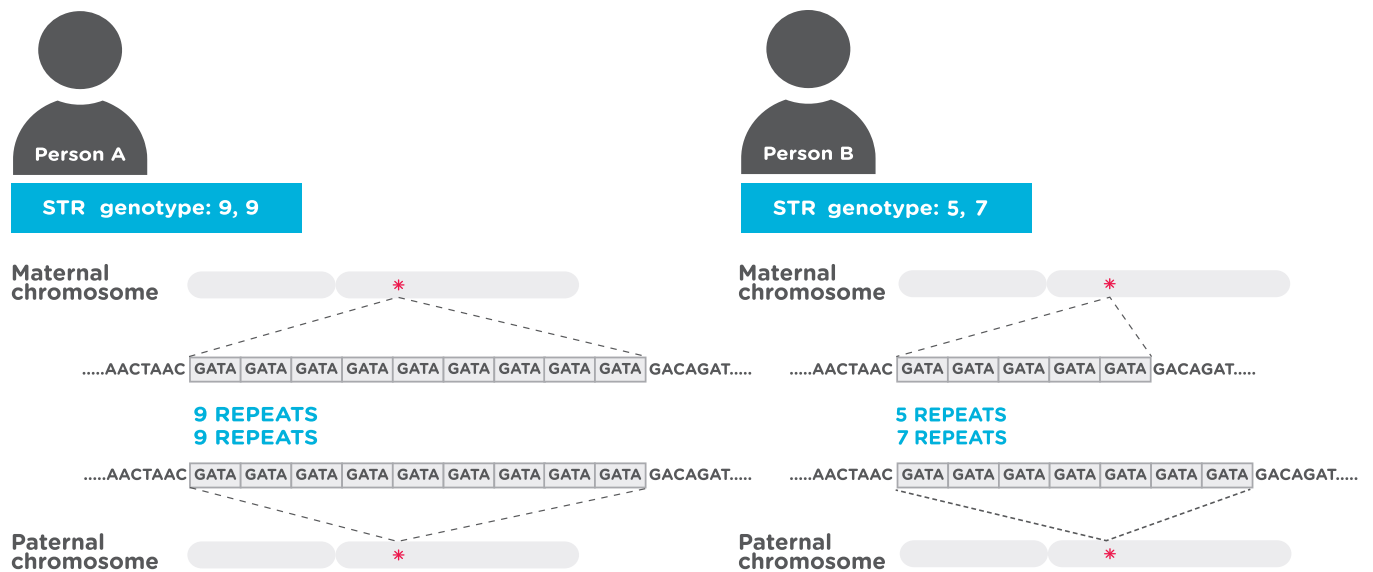 Person A
STR genotype: 9, 9
Maternal
chromosome
.....AACTAAC GATA GATA GATA GATA GATA GATA GATA GATA GATA GACAGAT.....
9 REPEATS
9 REPEATS
.....AACTAAC GATA GATA GATA GATA GATA GATA GATA GATA GATA GACAGAT.....
Paternal
chromosome
Person B
STR genotype: 5, 7
Maternal
chromosome
.....AACTAAC GATA GATA GATA GATA GATA GACAGAT.....
5 REPEATS
7 REPEATS
.....AACTAAC GATA GATA GATA GATA GATA GATA GATA GACAGAT.....
Paternal
chromosome